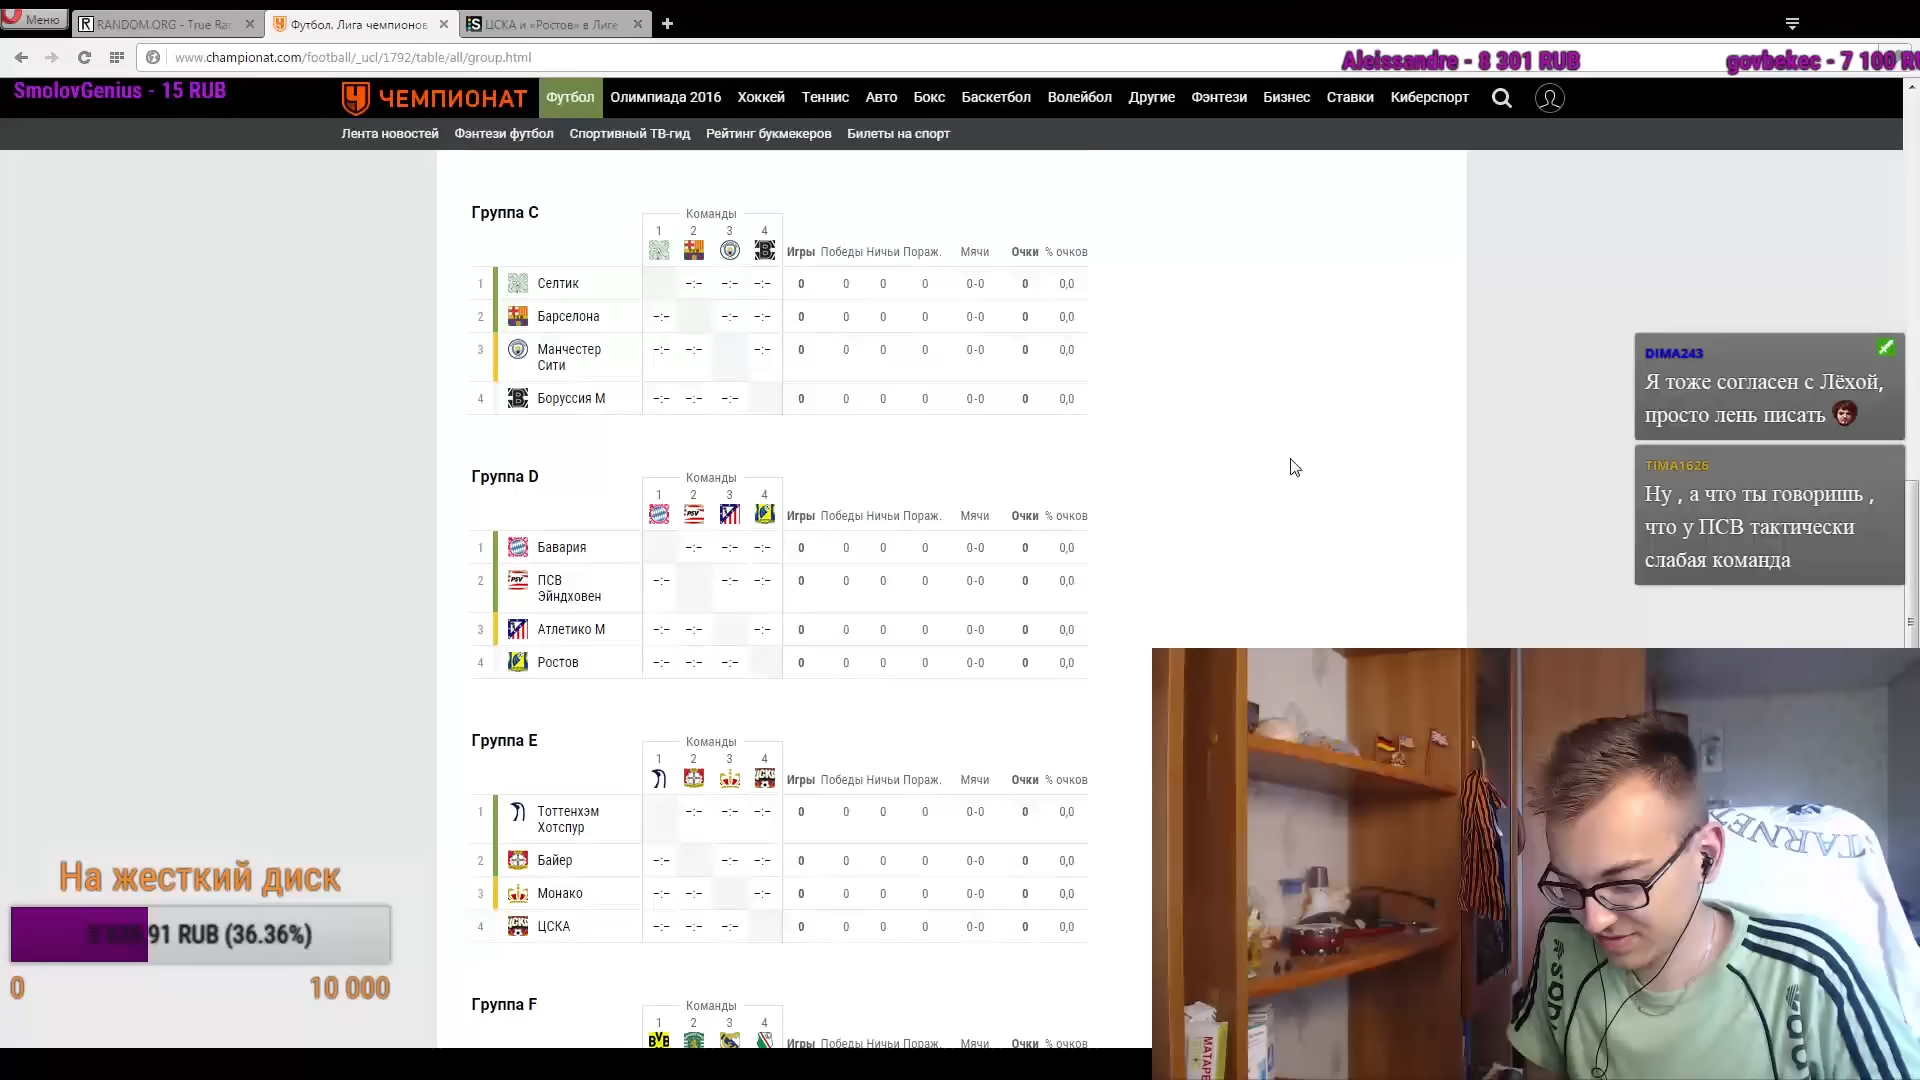 Меню
RANDOM.ORG - True Rar
Футбол. Лига чемпионов
ЦСКА и «Ростов» в Лиге
www.championat.com/football/_ucl/1792/table/all/group.html
Aleissandre - 8 301 RUB
govbekec - 7 100 RU
SmolovGenius - 15 RUB
ЧЕМПИОНАТ
Футбол Олимпиада 2016 Хоккей Теннис Авто Бокс Баскетбол Волейбол Другие Фэнтези Бизнес Ставки Киберспорт
Лента новостей Фэнтези футбол Спортивный ТВ-гид Рейтинг букмекеров Билеты на спорт
Группа C
Команды
1 2 3 4
Игры Победы Ничьи Пораж. Мячи Очки % очков
1 Селтик –:– –:– –:– 0 0 0 0 0-0 0 0,0
2 Барселона –:– –:– –:– 0 0 0 0 0-0 0 0,0
3 Манчестер Сити –:– –:– –:– 0 0 0 0 0-0 0 0,0
4 Боруссия М –:– –:– –:– 0 0 0 0 0-0 0 0,0
Группа D
Команды
1 2 3 4
Игры Победы Ничьи Пораж. Мячи Очки % очков
1 Бавария –:– –:– –:– 0 0 0 0 0-0 0 0,0
2 ПСВ Эйндховен –:– –:– –:– 0 0 0 0 0-0 0 0,0
3 Атлетико М –:– –:– –:– 0 0 0 0 0-0 0 0,0
4 Ростов –:– –:– –:– 0 0 0 0 0-0 0 0,0
Группа E
Команды
1 2 3 4
Игры Победы Ничьи Пораж. Мячи Очки % очков
1 Тоттенхэм Хотспур –:– –:– –:– 0 0 0 0 0-0 0 0,0
2 Байер –:– –:– –:– 0 0 0 0 0-0 0 0,0
3 Монако –:– –:– –:– 0 0 0 0 0-0 0 0,0
4 ЦСКА –:– –:– –:– 0 0 0 0 0-0 0 0,0
Группа F
Команды
1 2 3 4
Игры Победы Ничьи Пораж. Мячи Очки % очков
DIMA243
Я тоже согласен с Лёхой,
просто лень писать
TIMA1626
Ну , а что ты говоришь ,
что у ПСВ тактически
слабая команда
На жесткий диск
91 RUB (36.36%)
0 10 000